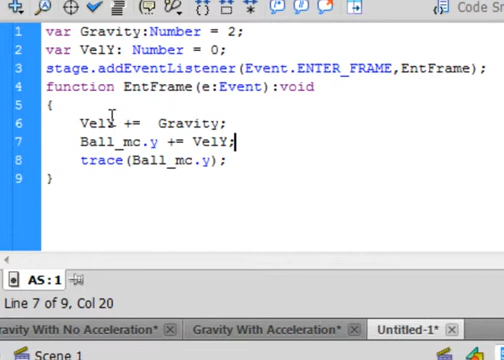 Code Sn
1 var Gravity:Number = 2;
2 var VelY: Number = 0;
3 stage.addEventListener(Event.ENTER_FRAME,EntFrame);
4 function EntFrame(e:Event):void
5 {
6 VelY += Gravity;
7 Ball_mc.y += VelY;
8 trace(Ball_mc.y);
9 }
AS:1
Line 7 of 9, Col 20
ravity With No Acceleration* Gravity With Acceleration* Untitled-1*
Scene 1